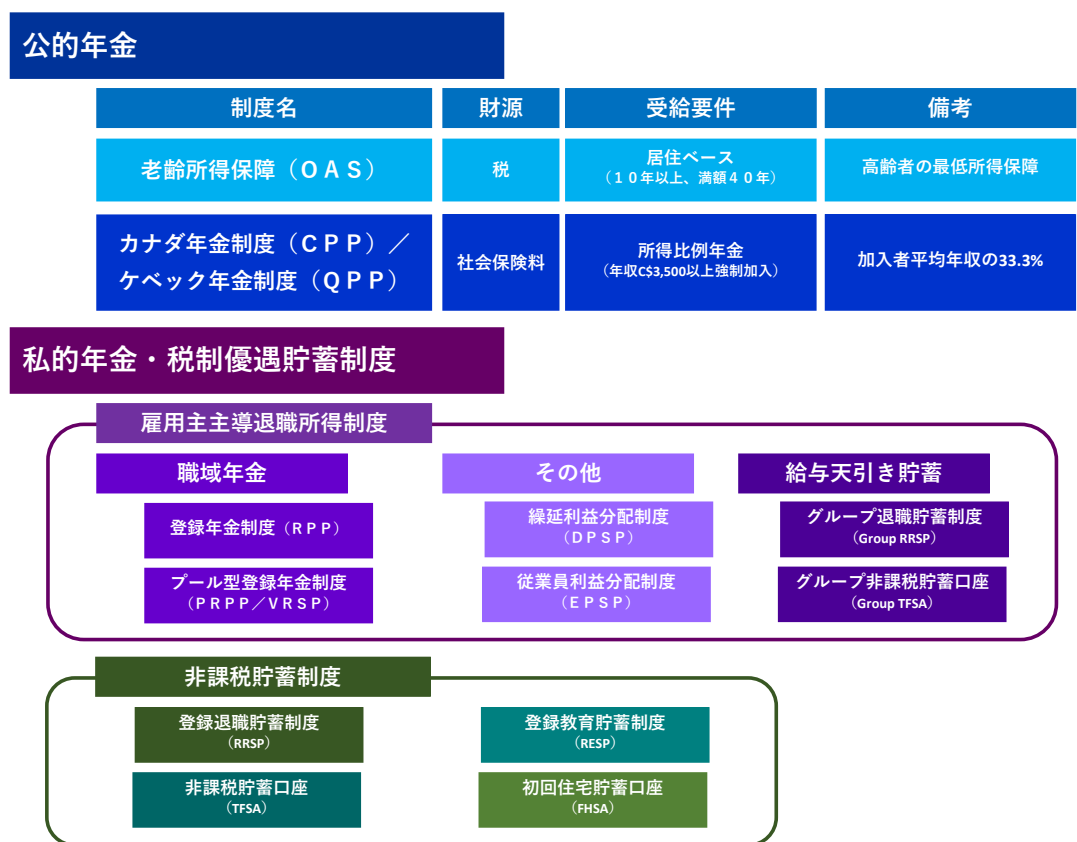 公的年金
制度名 財源 受給要件 備考
老齢所得保障（ＯＡＳ） 税 居住ベース 高齢者の最低所得保障
（１０年以上、満額４０年）
カナダ年金制度（ＣＰＰ）／
ケベック年金制度（ＱＰＰ）
社会保険料
所得比例年金
（年収C$3,500以上強制加入）
加入者平均年収の33.3%
私的年金・税制優遇貯蓄制度
雇用主主導退職所得制度
職域年金 その他 給与天引き貯蓄
登録年金制度（ＲＰＰ）
繰延利益分配制度
（ＤＰＳＰ）
グループ退職貯蓄制度
（Group RRSP）
プール型登録年金制度
（ＰＲＰＰ／ＶＲＳＰ）
従業員利益分配制度
（ＥＰＳＰ）
グループ非課税貯蓄口座
（Group TFSA）
非課税貯蓄制度
登録退職貯蓄制度
（RRSP）
登録教育貯蓄制度
（RESP）
非課税貯蓄口座
（TFSA）
初回住宅貯蓄口座
（FHSA）